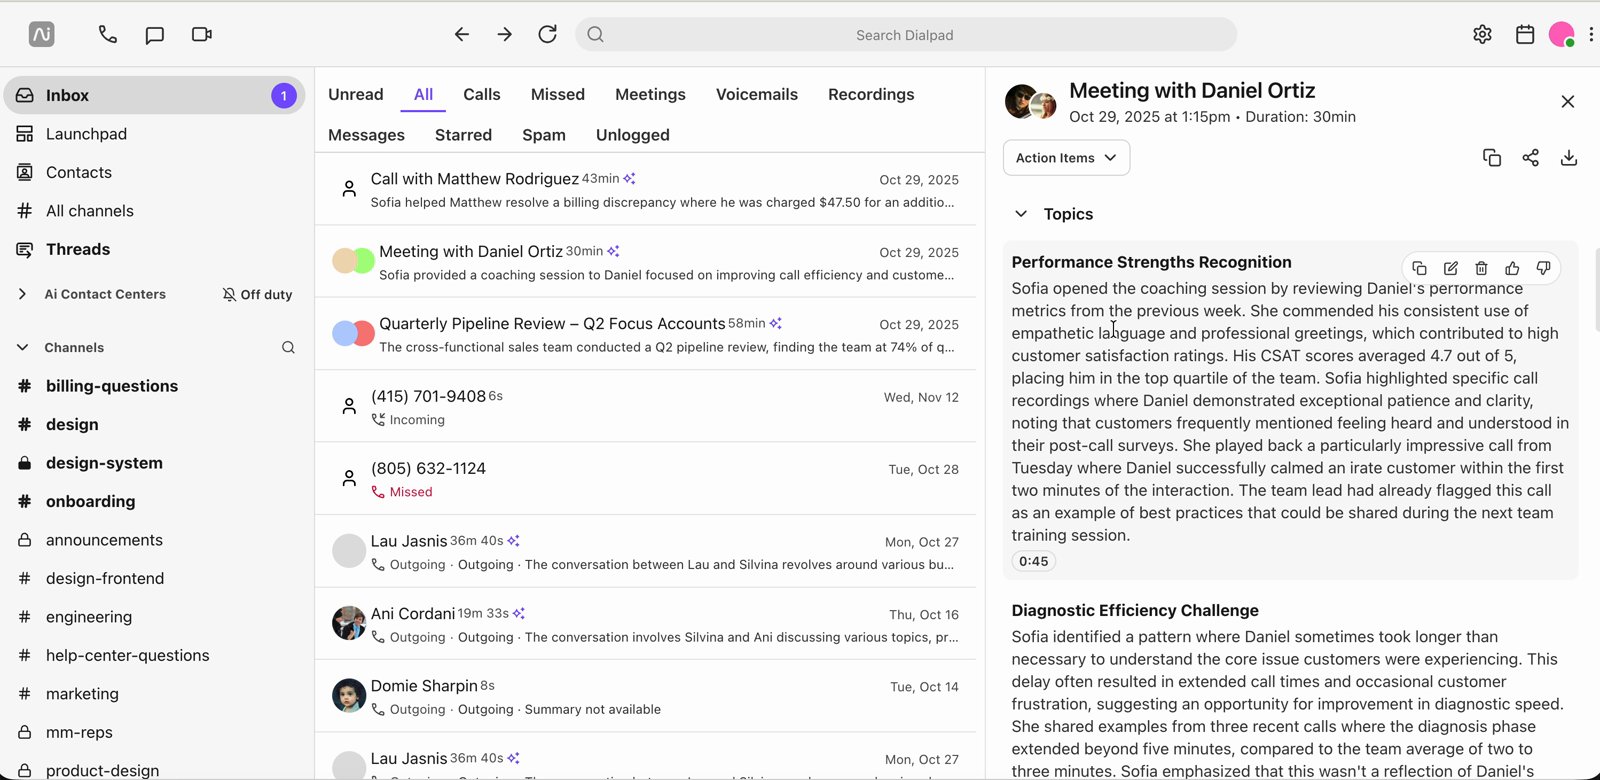 Ai
Search Dialpad
Inbox
1
Launchpad
Contacts
All channels
Threads
Ai Contact Centers
Off duty
Channels
billing-questions
design
design-system
onboarding
announcements
design-frontend
engineering
help-center-questions
marketing
mm-reps
product-design
Unread All Calls Missed Meetings Voicemails Recordings
Messages Starred Spam Unlogged
Call with Matthew Rodriguez 43min Oct 29, 2025
Sofia helped Matthew resolve a billing discrepancy where he was charged $47.50 for an additio...
Meeting with Daniel Ortiz 30min Oct 29, 2025
Sofia provided a coaching session to Daniel focused on improving call efficiency and custome...
Quarterly Pipeline Review – Q2 Focus Accounts 58min Oct 29, 2025
The cross-functional sales team conducted a Q2 pipeline review, finding the team at 74% of q...
(415) 701-9408 6s Wed, Nov 12
Incoming
(805) 632-1124 Tue, Oct 28
Missed
Lau Jasnis 36m 40s Mon, Oct 27
Outgoing · Outgoing · The conversation between Lau and Silvina revolves around various bu...
Ani Cordani 19m 33s Thu, Oct 16
Outgoing · Outgoing · The conversation involves Silvina and Ani discussing various topics, pr...
Domie Sharpin 8s Tue, Oct 14
Outgoing · Outgoing · Summary not available
Lau Jasnis 36m 40s Mon, Oct 27
Meeting with Daniel Ortiz
Oct 29, 2025 at 1:15pm • Duration: 30min
Action Items
Topics
Performance Strengths Recognition
Sofia opened the coaching session by reviewing Daniel's performance
metrics from the previous week. She commended his consistent use of
empathetic language and professional greetings, which contributed to high
customer satisfaction ratings. His CSAT scores averaged 4.7 out of 5,
placing him in the top quartile of the team. Sofia highlighted specific call
recordings where Daniel demonstrated exceptional patience and clarity,
noting that customers frequently mentioned feeling heard and understood in
their post-call surveys. She played back a particularly impressive call from
Tuesday where Daniel successfully calmed an irate customer within the first
two minutes of the interaction. The team lead had already flagged this call
as an example of best practices that could be shared during the next team
training session.
0:45
Diagnostic Efficiency Challenge
Sofia identified a pattern where Daniel sometimes took longer than
necessary to understand the core issue customers were experiencing. This
delay often resulted in extended call times and occasional customer
frustration, suggesting an opportunity for improvement in diagnostic speed.
She shared examples from three recent calls where the diagnosis phase
extended beyond five minutes, compared to the team average of two to
three minutes. Sofia emphasized that this wasn't a reflection of Daniel's